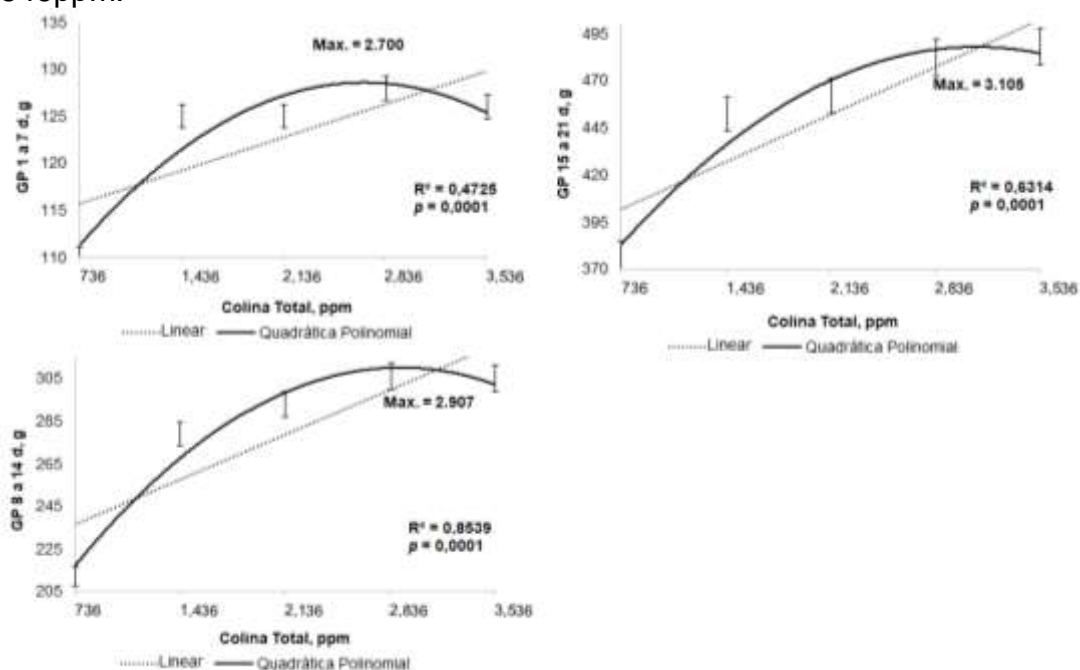 135
130
125
120
115
110
GP 1 a 7 d, g
Max. = 2.700
R² = 0,4725
p = 0,0001
736 1,436 2,136 2,836 3,536
Colina Total, ppm
Linear Quadrática Polinomial
495
470
445
420
395
370
GP 15 a 21 d, g
Max. = 3.105
R² = 0,6314
p = 0,0001
736 1,436 2,136 2,836 3,536
Colina Total, ppm
Linear Quadrática Polinomial
305
285
265
245
225
205
GP 8 a 14 d, g
Max. = 2.907
R² = 0,8539
p = 0,0001
736 1,436 2,136 2,836 3,536
Colina Total, ppm
Linear Quadrática Polinomial